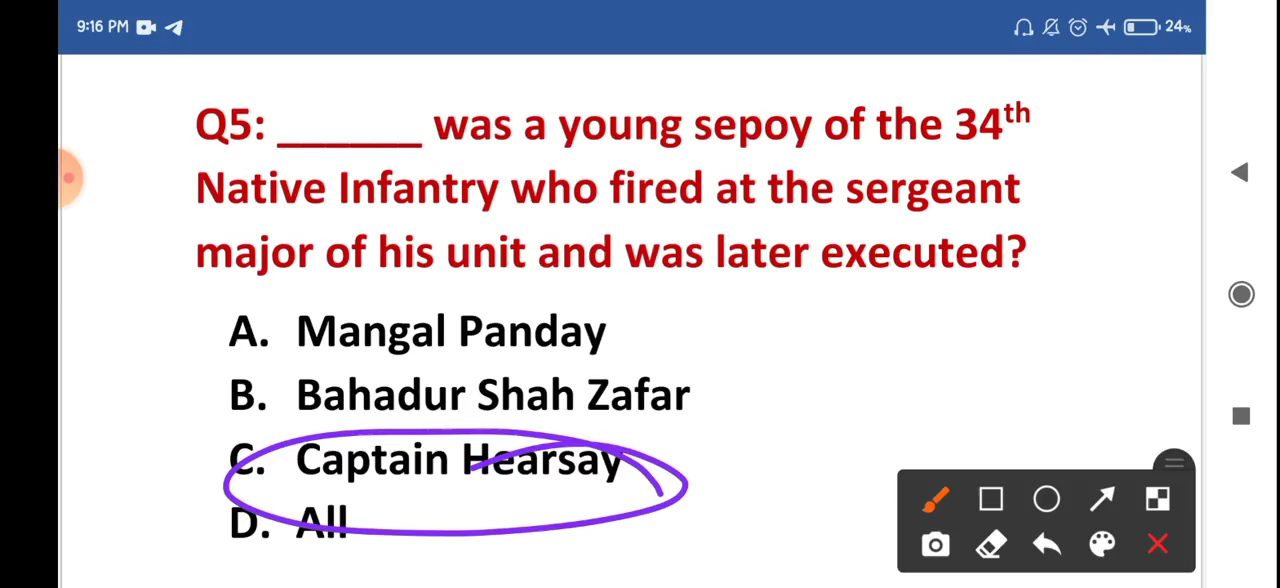 9:16 PM 24%
Q5: ______ was a young sepoy of the 34th
Native Infantry who fired at the sergeant
major of his unit and was later executed?
A. Mangal Panday
B. Bahadur Shah Zafar
C. Captain Hearsay
D. All